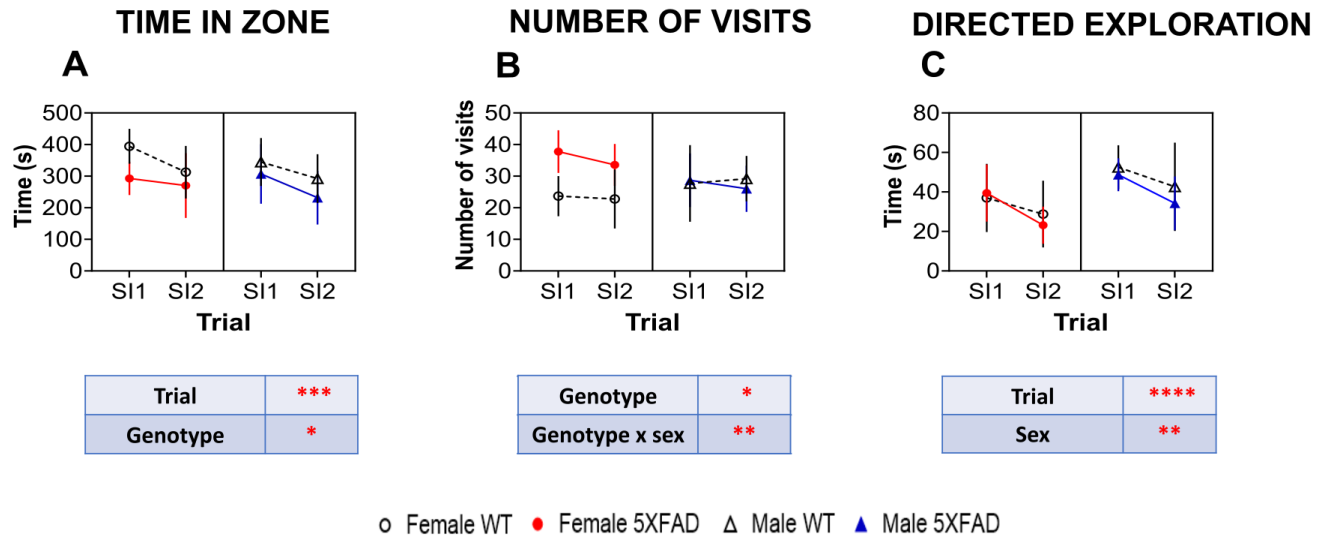 TIME IN ZONE
NUMBER OF VISITS
DIRECTED EXPLORATION
A
500
400
300
200
100
0
Time (s)
SI1 SI2 SI1 SI2
Trial
B
50
40
30
20
10
0
Number of visits
SI1 SI2 SI1 SI2
Trial
C
80
60
40
20
0
Time (s)
SI1 SI2 SI1 SI2
Trial
Trial ***
Genotype *
Genotype *
Genotype x sex **
Trial ****
Sex **
Female WT Female 5XFAD Male WT Male 5XFAD